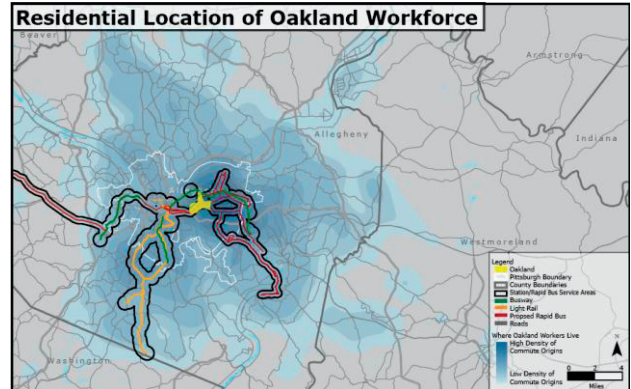 Residential Location of Oakland Workforce
Beaver
Armstrong
Allegheny
Indiana
Westmoreland
Washington
Legend
Oakland
Pittsburgh Boundary
County Boundaries
Station/Rapid Bus Service Areas
Busway
Light Rail
Propsed Rapid Bus
Roads
Where Oakland Workers Live
High Density of
Commute Origins
Low Density of
Commute Origins
N
0 1 2 4
Miles